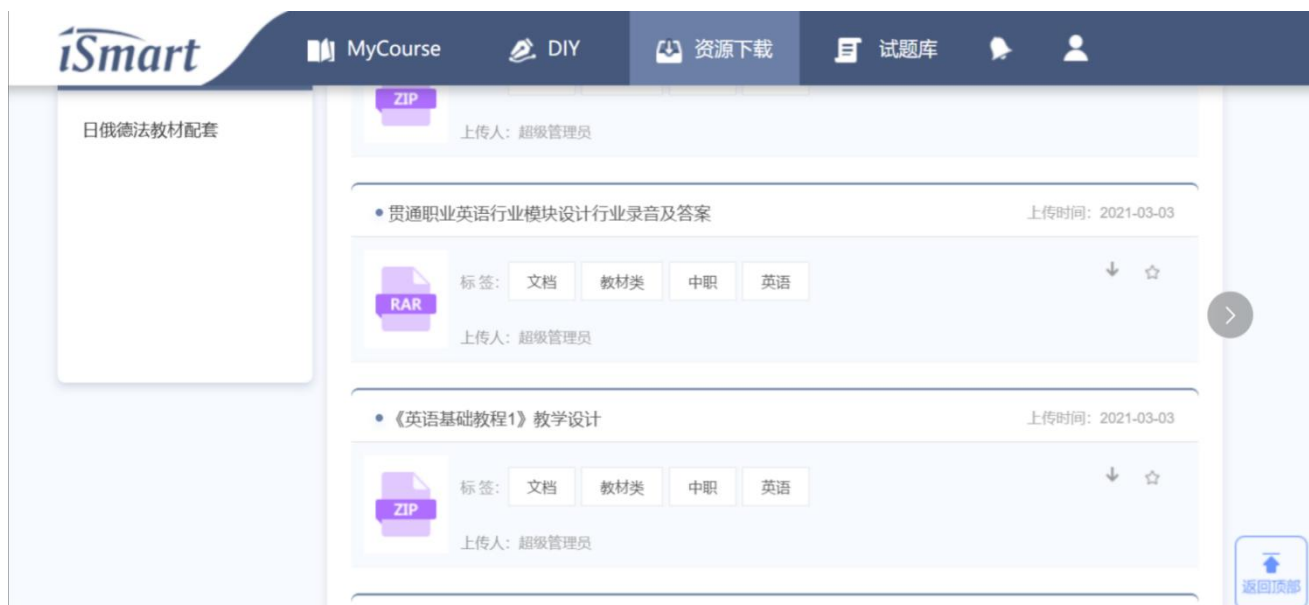 iSmart
MyCourse
DIY
资源下载
试题库
日俄德法教材配套
ZIP
上传人：超级管理员
贯通职业英语行业模块设计行业录音及答案
上传时间：2021-03-03
RAR
标签：
文档
教材类
中职
英语
上传人：超级管理员
《英语基础教程1》教学设计
上传时间：2021-03-03
ZIP
标签：
文档
教材类
中职
英语
上传人：超级管理员
返回顶部